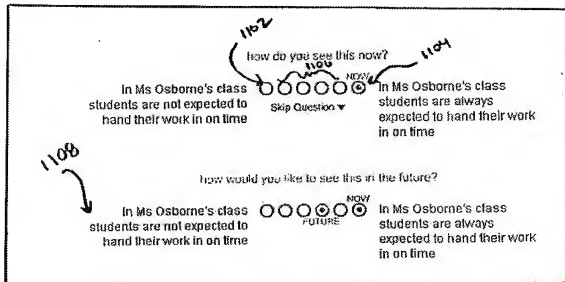 1102
how do you see this now?
1104
1106
NOW
In Ms Osborne's class
students are not expected to
hand their work in on time
Skip Question ▼
In Ms Osborne's class
students are always
expected to hand their work
in on time
1108
how would you like to see this in the future?
NOW
In Ms Osborne's class
students are not expected to
hand their work in on time
FUTURE
In Ms Osborne's class
students are always
expected to hand their work
in on time